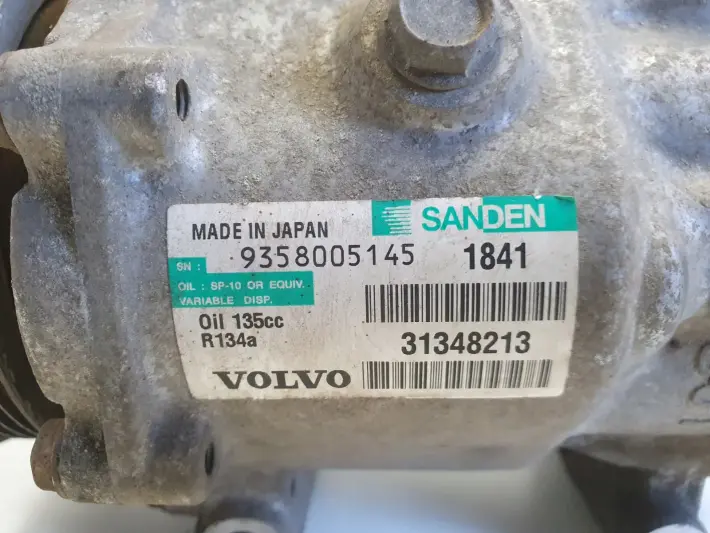 MADE IN JAPAN SANDEN
SN : 9358005145 1841
OIL : SP-10 OR EQUIV.
VARIABLE DISP.
Oil 135cc
R134a 31348213
VOLVO